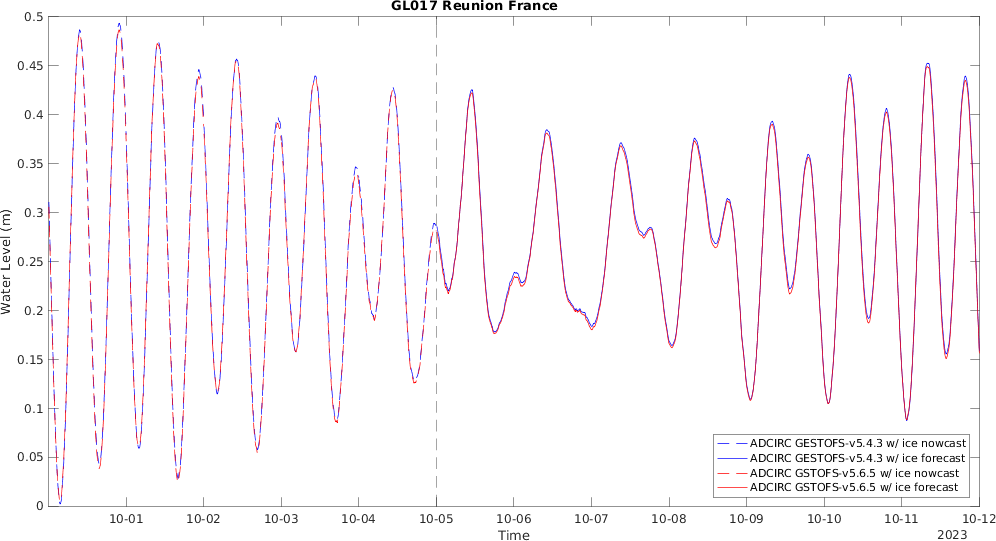 GL017 Reunion France
0.5
0.45
0.4
0.35
0.3
0.25
0.2
0.15
0.1
0.05
0
Water Level (m)
ADCIRC GESTOFS-v5.4.3 w/ ice nowcast
ADCIRC GESTOFS-v5.4.3 w/ ice forecast
ADCIRC GSTOFS-v5.6.5 w/ ice nowcast
ADCIRC GSTOFS-v5.6.5 w/ ice forecast
10-01 10-02 10-03 10-04 10-05 10-06 10-07 10-08 10-09 10-10 10-11 10-12
Time
2023